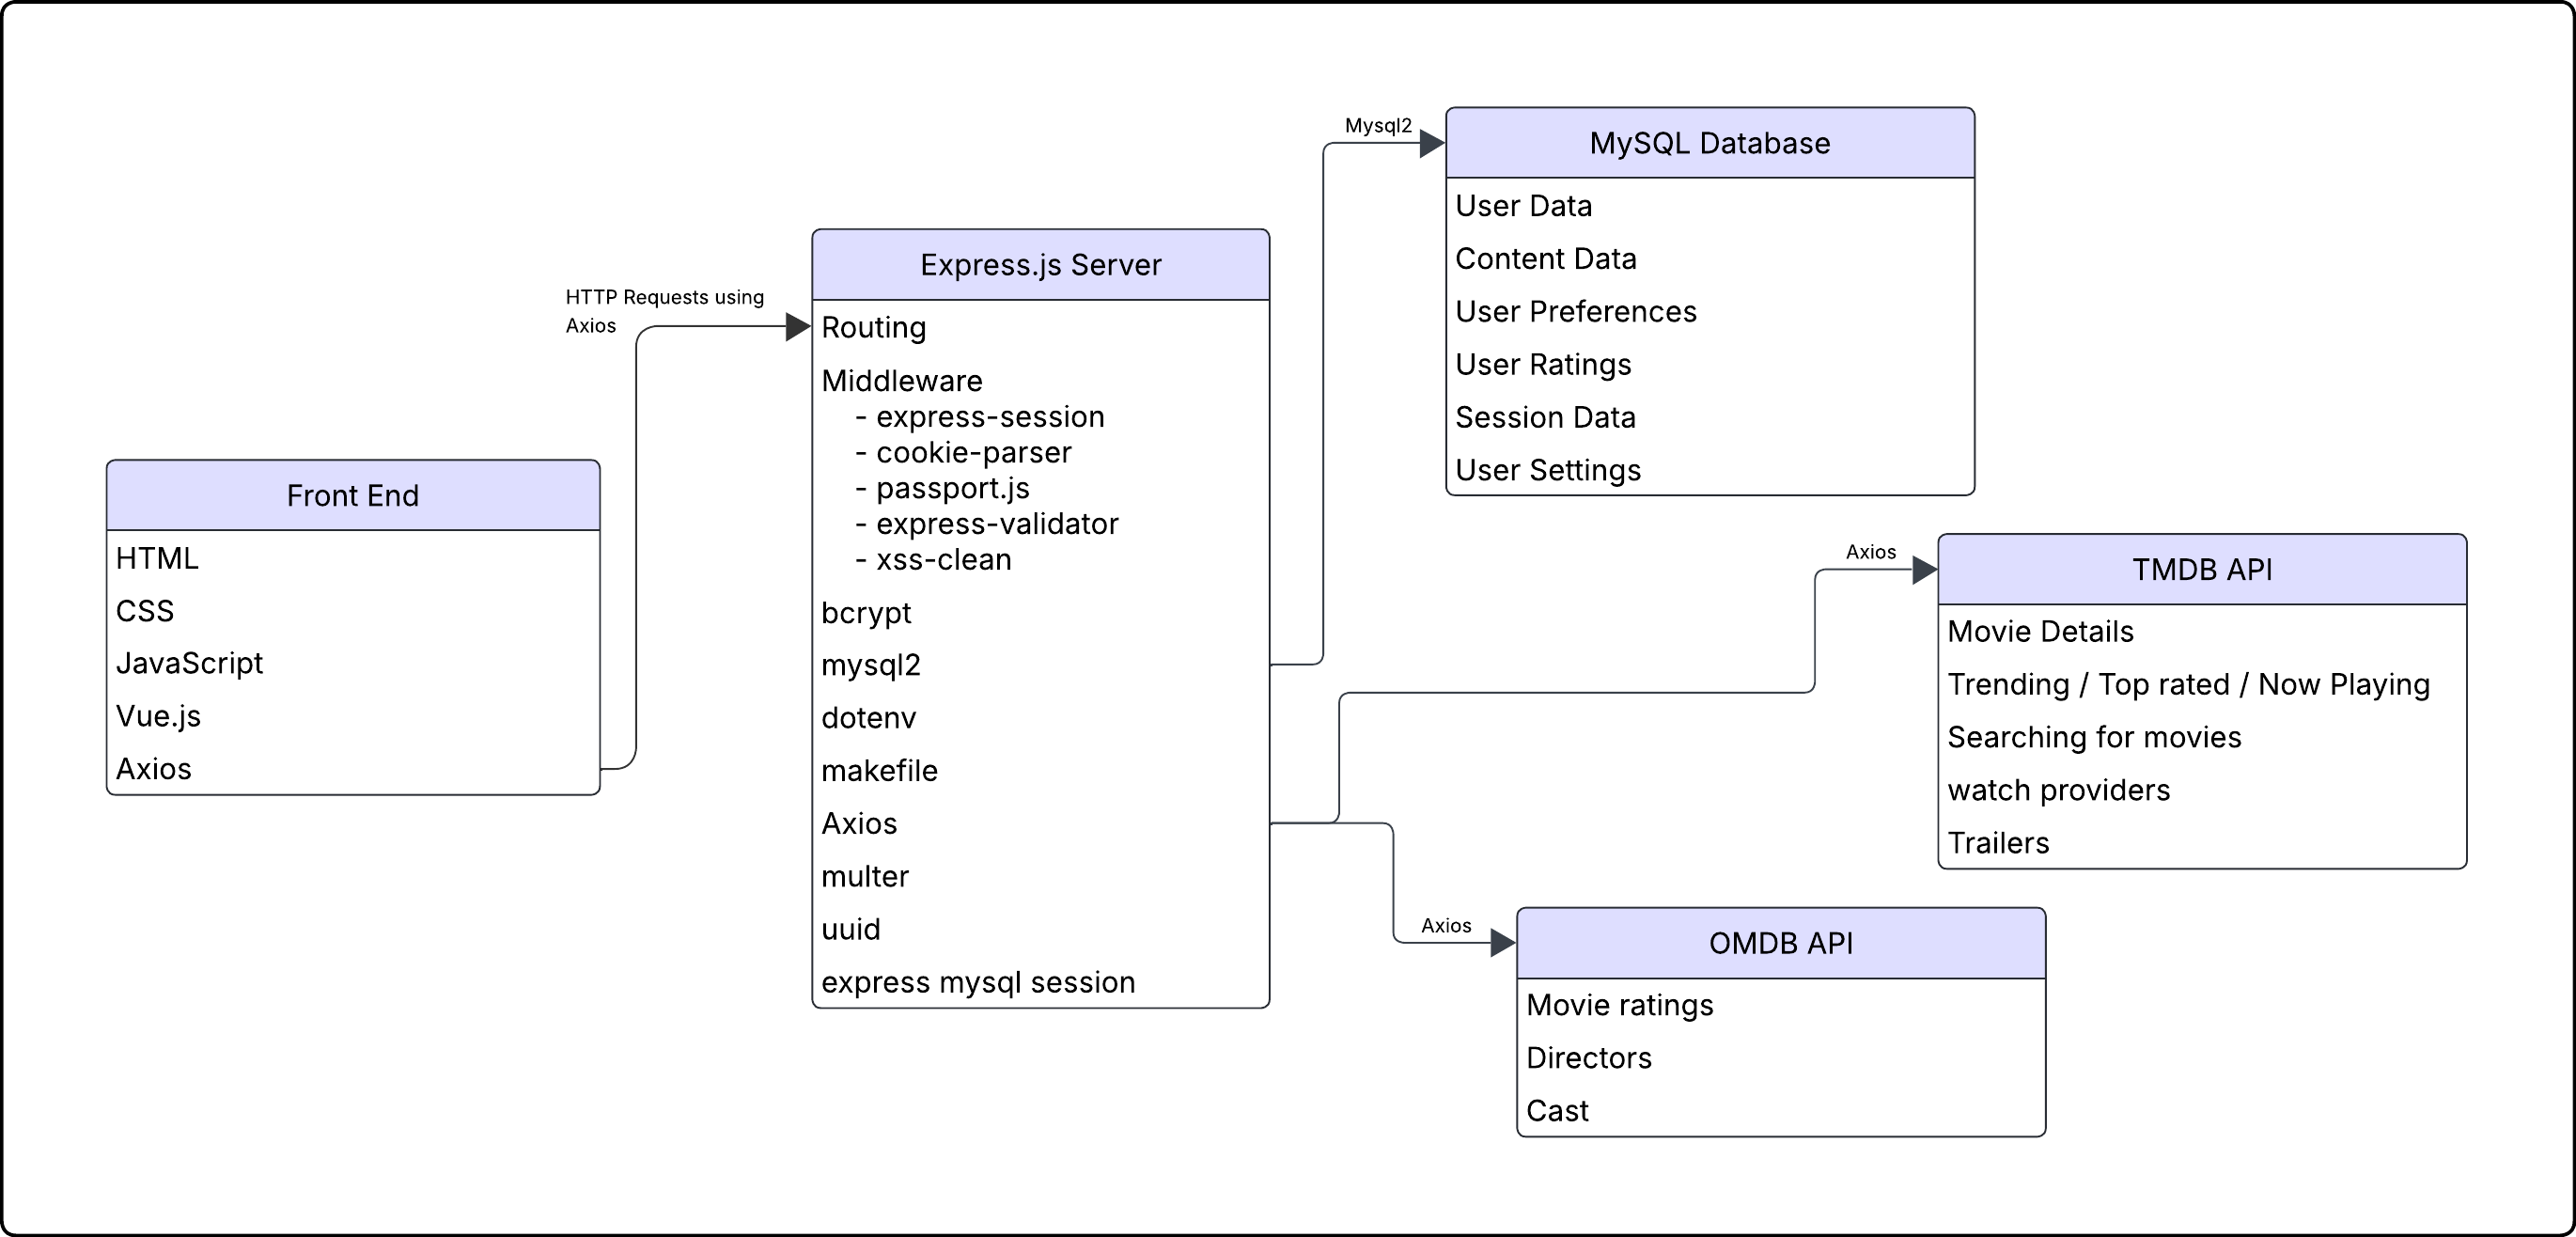 Front End
HTML
CSS
JavaScript
Vue.js
Axios
HTTP Requests using
Axios
Express.js Server
Routing
Middleware
- express-session
- cookie-parser
- passport.js
- express-validator
- xss-clean
bcrypt
mysql2
dotenv
makefile
Axios
multer
uuid
express mysql session
Mysql2
MySQL Database
User Data
Content Data
User Preferences
User Ratings
Session Data
User Settings
Axios
TMDB API
Movie Details
Trending / Top rated / Now Playing
Searching for movies
watch providers
Trailers
Axios
OMDB API
Movie ratings
Directors
Cast